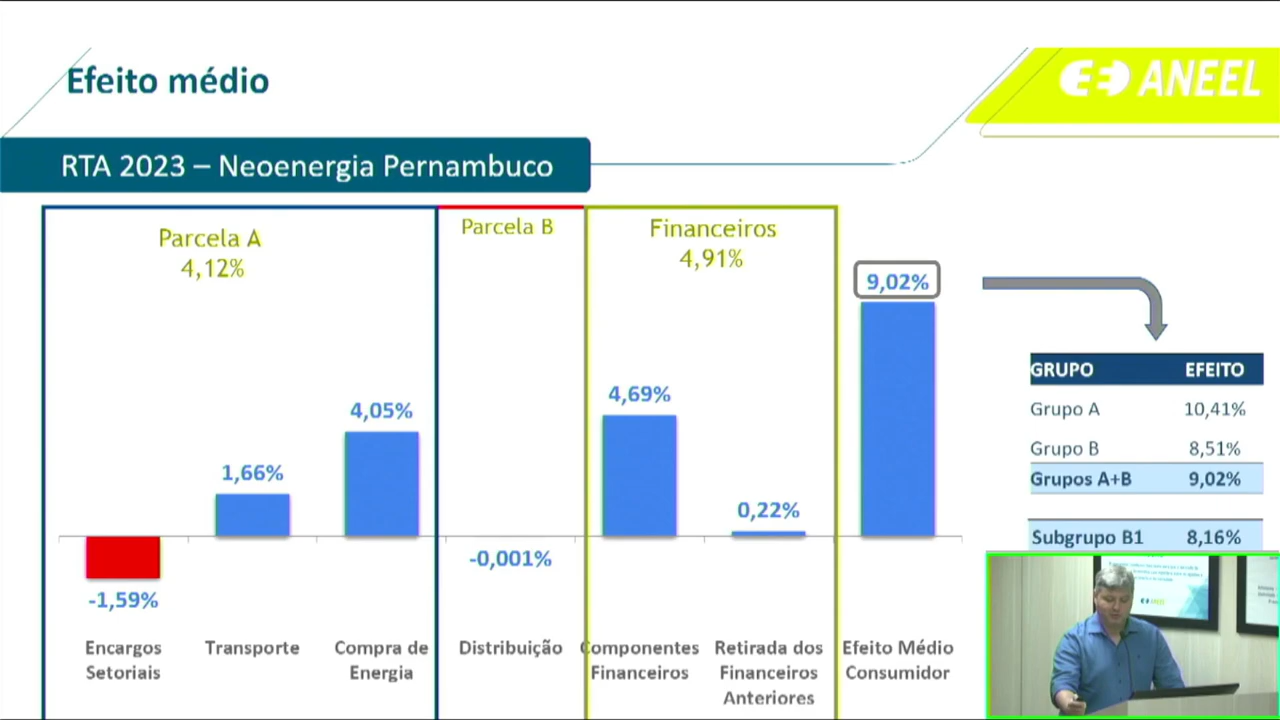 Efeito médio
ANEEL
RTA 2023 – Neoenergia Pernambuco
Parcela A
4,12%
Parcela B
Financeiros
4,91%
9,02%
4,69%
4,05%
1,66%
0,22%
-0,001%
-1,59%
Encargos
Setoriais
Transporte
Compra de
Energia
Distribuição
Componentes
Financeiros
Retirada dos
Financeiros
Anteriores
Efeito Médio
Consumidor
GRUPO EFEITO
Grupo A 10,41%
Grupo B 8,51%
Grupos A+B 9,02%
Subgrupo B1 8,16%